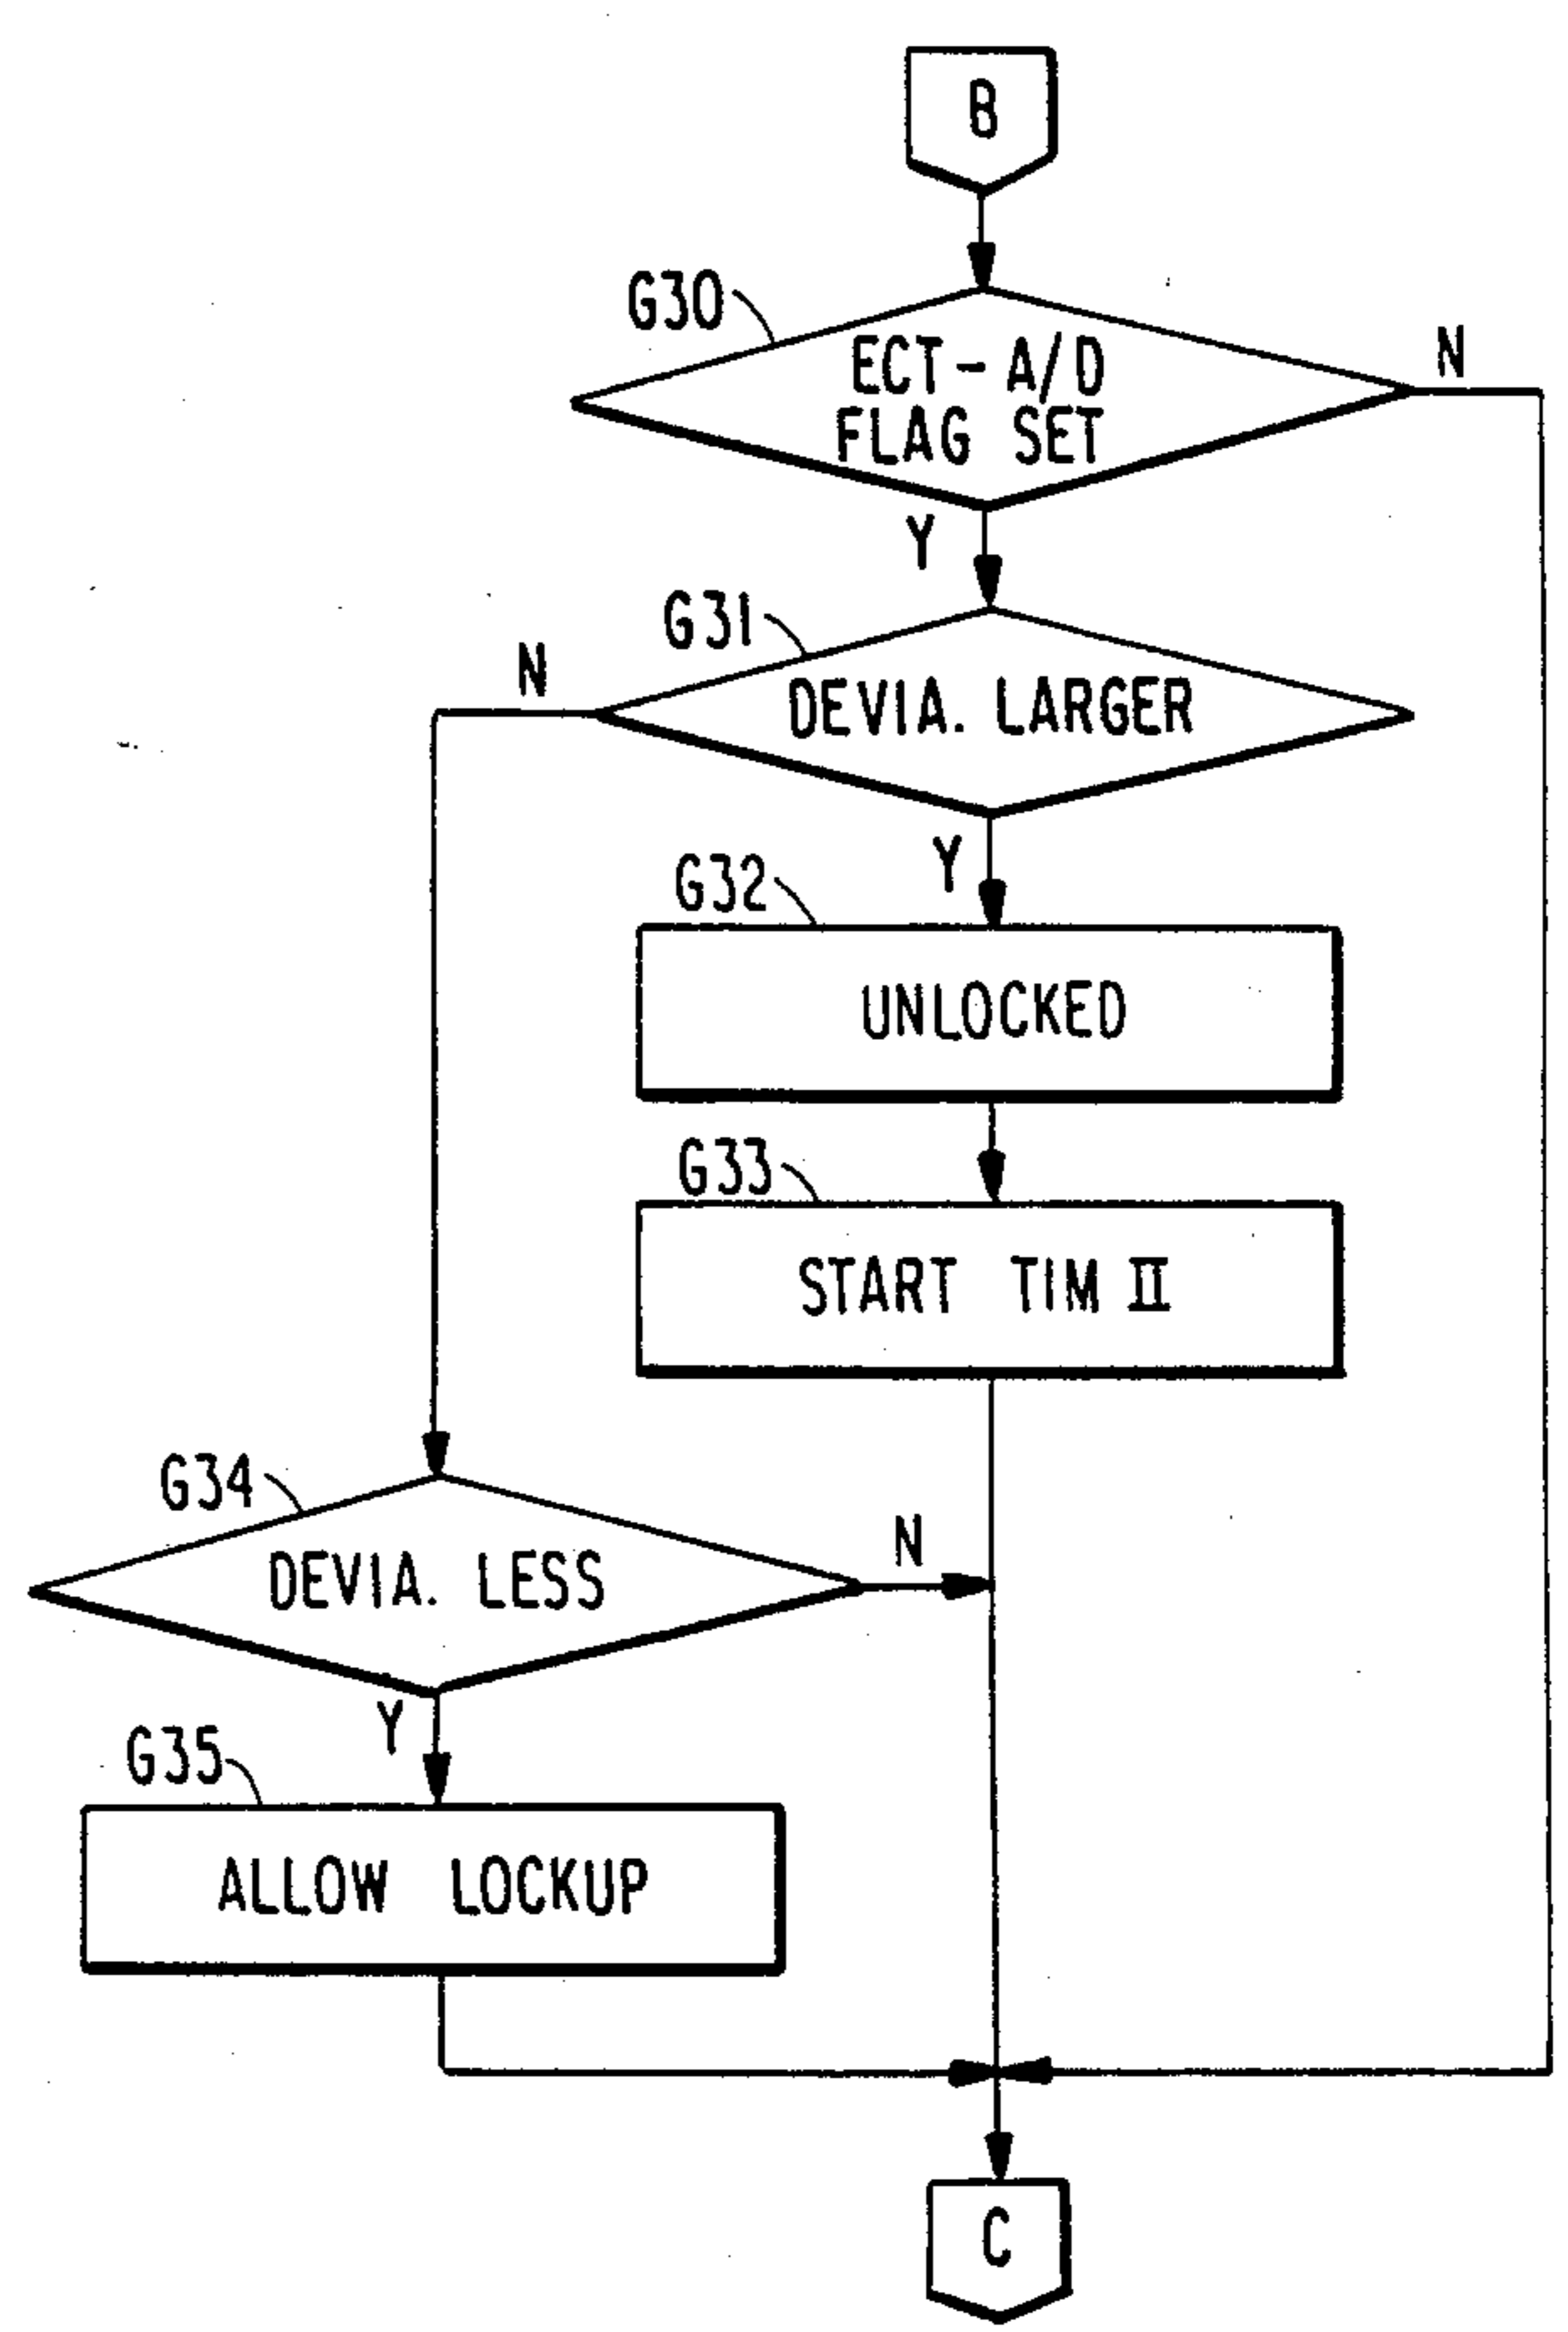 B
G30
ECT-A/D
FLAG SET
N
Y
G31
N
DEVIA. LARGER
Y
G32
UNLOCKED
G33
START TIM II
G34
DEVIA. LESS
N
Y
G35
ALLOW LOCKUP
C